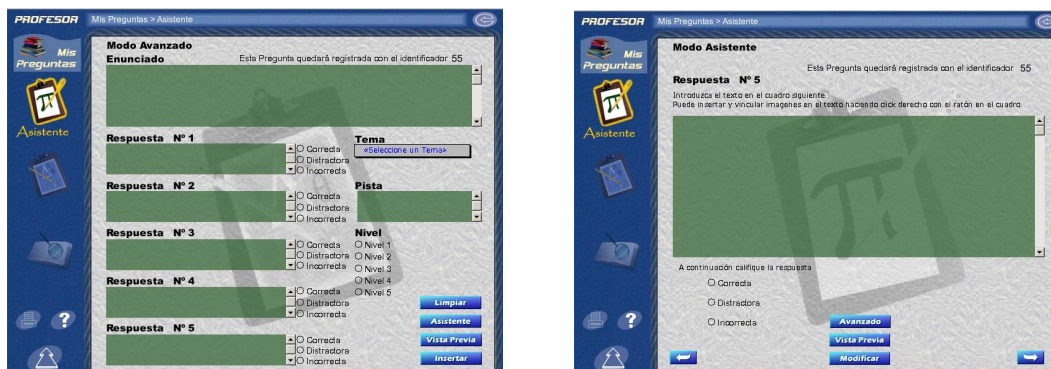 PROFESOR
Mis Preguntas > Asistente
Mis
Preguntas
Asistente
Modo Avanzado
Enunciado
Esta Pregunta quedará registrada con el identificador 55
Respuesta Nº 1
Correcta
Distractora
Incorrecta
Tema
«Seleccione un Tema»
Respuesta Nº 2
Correcta
Distractora
Incorrecta
Pista
Respuesta Nº 3
Correcta
Distractora
Incorrecta
Nivel
Nivel 1
Nivel 2
Nivel 3
Nivel 4
Nivel 5
Respuesta Nº 4
Correcta
Distractora
Incorrecta
Respuesta Nº 5
Correcta
Distractora
Incorrecta
Limpiar
Asistente
Vista Previa
Insertar
?
PROFESOR
Mis Preguntas > Asistente
Mis
Preguntas
Asistente
Modo Asistente
Esta Pregunta quedará registrada con el identificador 55
Respuesta Nº 5
Introduzca el texto en el cuadro siguiente.
Puede insertar y vincular imagenes en el texto haciendo click derecho con el ratón en el cuadro
A continuación califique la respuesta
Correcta
Distractora
Incorrecta
Avanzado
Vista Previa
Modificar
?